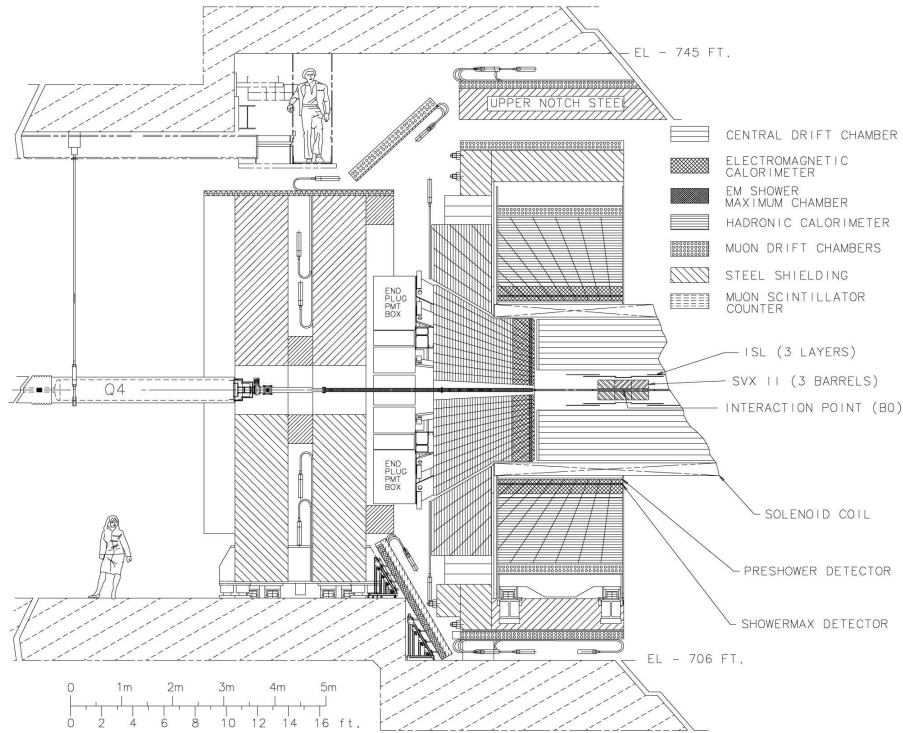 EL - 745 FT.
UPPER NOTCH STEEL
CENTRAL DRIFT CHAMBER
ELECTROMAGNETIC
CALORIMETER
EM SHOWER
MAXIMUM CHAMBER
HADRONIC CALORIMETER
MUON DRIFT CHAMBERS
STEEL SHIELDING
MUON SCINTILLATOR
COUNTER
END
PLUG
PMT
BOX
ISL (3 LAYERS)
Q4
SVX II (3 BARRELS)
INTERACTION POINT (B0)
END
PLUG
PMT
BOX
SOLENOID COIL
PRESHOWER DETECTOR
SHOWERMAX DETECTOR
EL - 706 FT.
0 1m 2m 3m 4m 5m
0 2 4 6 8 10 12 14 16 ft.